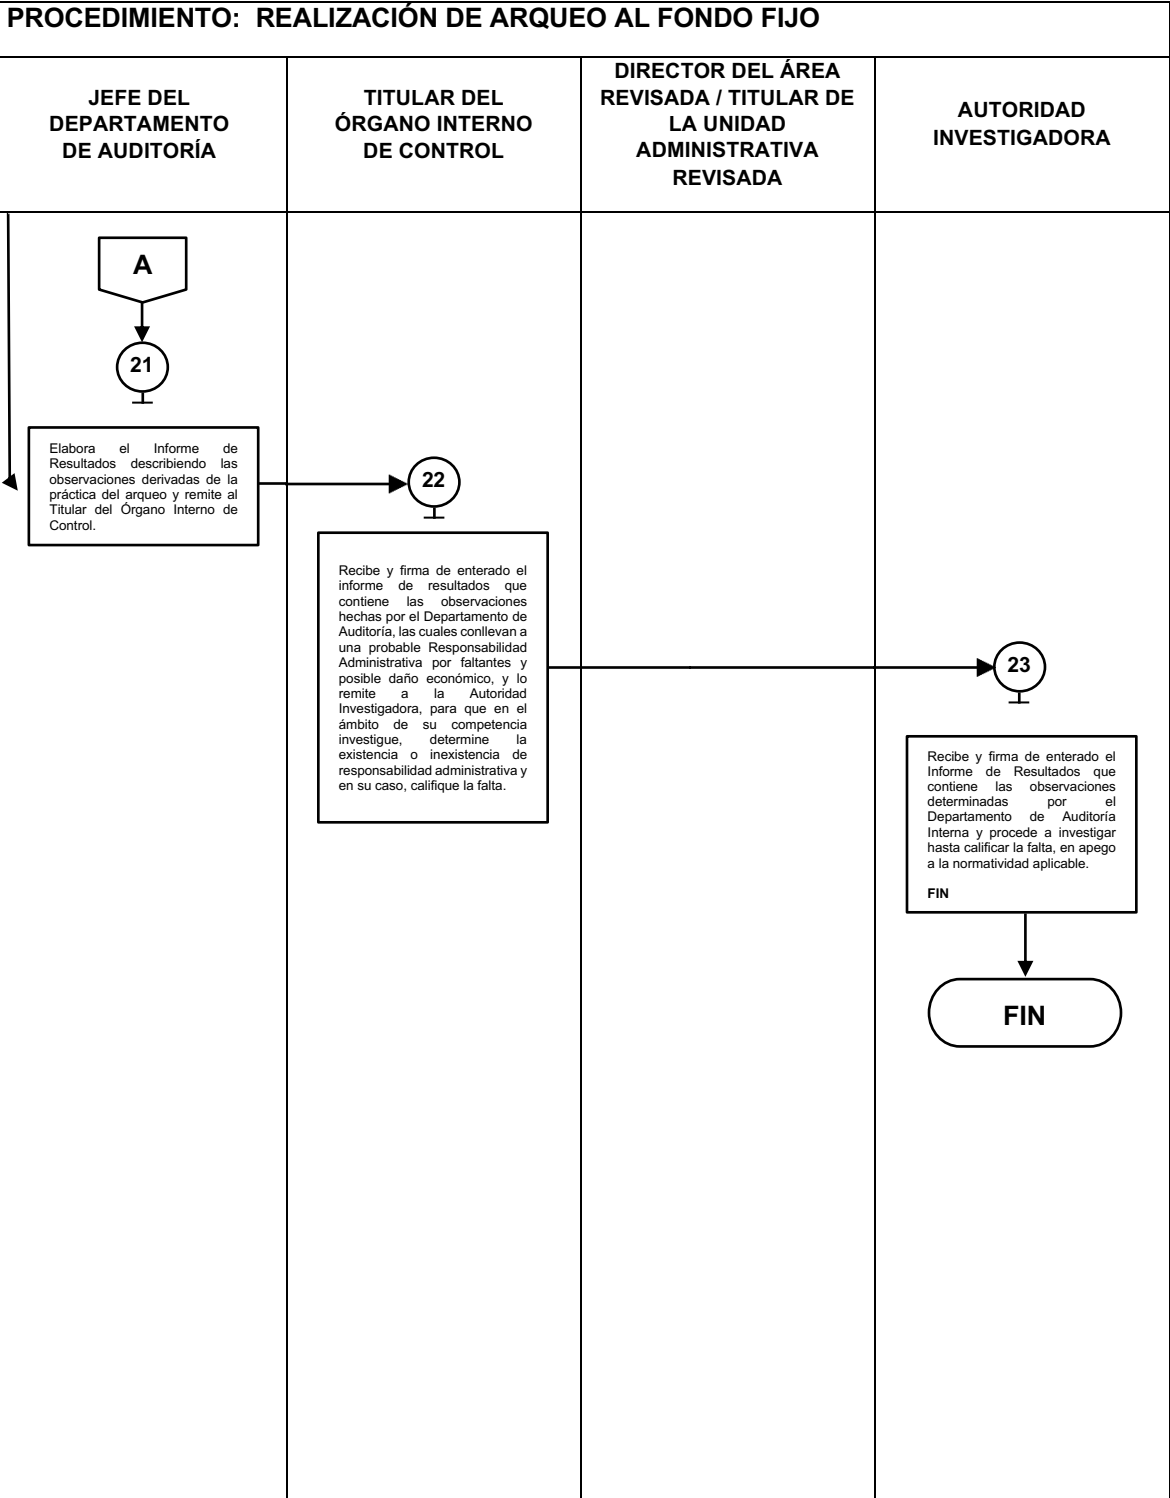 PROCEDIMIENTO: REALIZACIÓN DE ARQUEO AL FONDO FIJO
JEFE DEL
DEPARTAMENTO
DE AUDITORÍA
TITULAR DEL
ÓRGANO INTERNO
DE CONTROL
DIRECTOR DEL ÁREA
REVISADA / TITULAR DE
LA UNIDAD
ADMINISTRATIVA
REVISADA
AUTORIDAD
INVESTIGADORA
A
21
Elabora el Informe de
Resultados describiendo las
observaciones derivadas de la
práctica del arqueo y remite al
Titular del Órgano Interno de
Control.
22
Recibe y firma de enterado el
informe de resultados que
contiene las observaciones
hechas por el Departamento de
Auditoría, las cuales conllevan a
una probable Responsabilidad
Administrativa por faltantes y
posible daño económico, y lo
remite a la Autoridad
Investigadora, para que en el
ámbito de su competencia
investigue, determine la
existencia o inexistencia de
responsabilidad administrativa y
en su caso, califique la falta.
23
Recibe y firma de enterado el
Informe de Resultados que
contiene las observaciones
determinadas por el
Departamento de Auditoría
Interna y procede a investigar
hasta calificar la falta, en apego
a la normatividad aplicable.
FIN
FIN